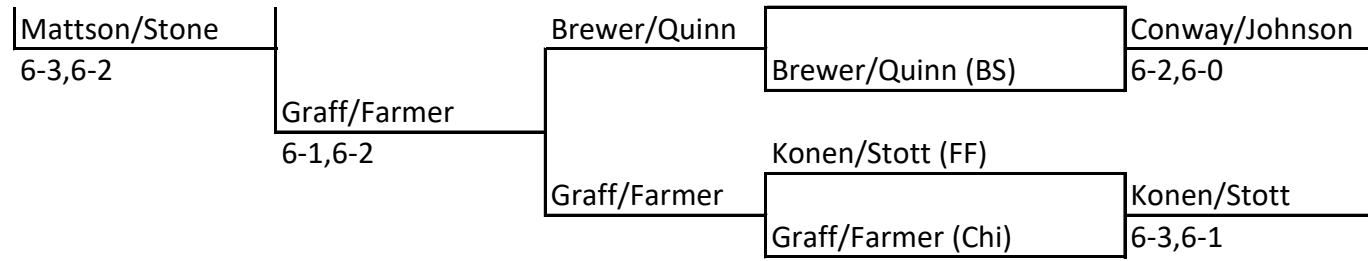 Mattson/Stone Brewer/Quinn Conway/Johnson
6-3,6-2 Brewer/Quinn (BS) 6-2,6-0
Graff/Farmer
6-1,6-2 Konen/Stott (FF)
Graff/Farmer Konen/Stott
Graff/Farmer (Chi) 6-3,6-1